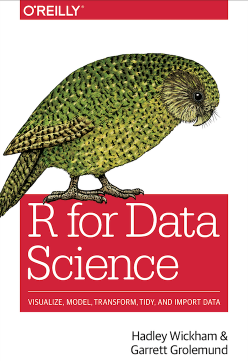 O'REILLY®
R for Data
Science
VISUALIZE, MODEL, TRANSFORM, TIDY, AND IMPORT DATA
Hadley Wickham &
Garrett Grolemund